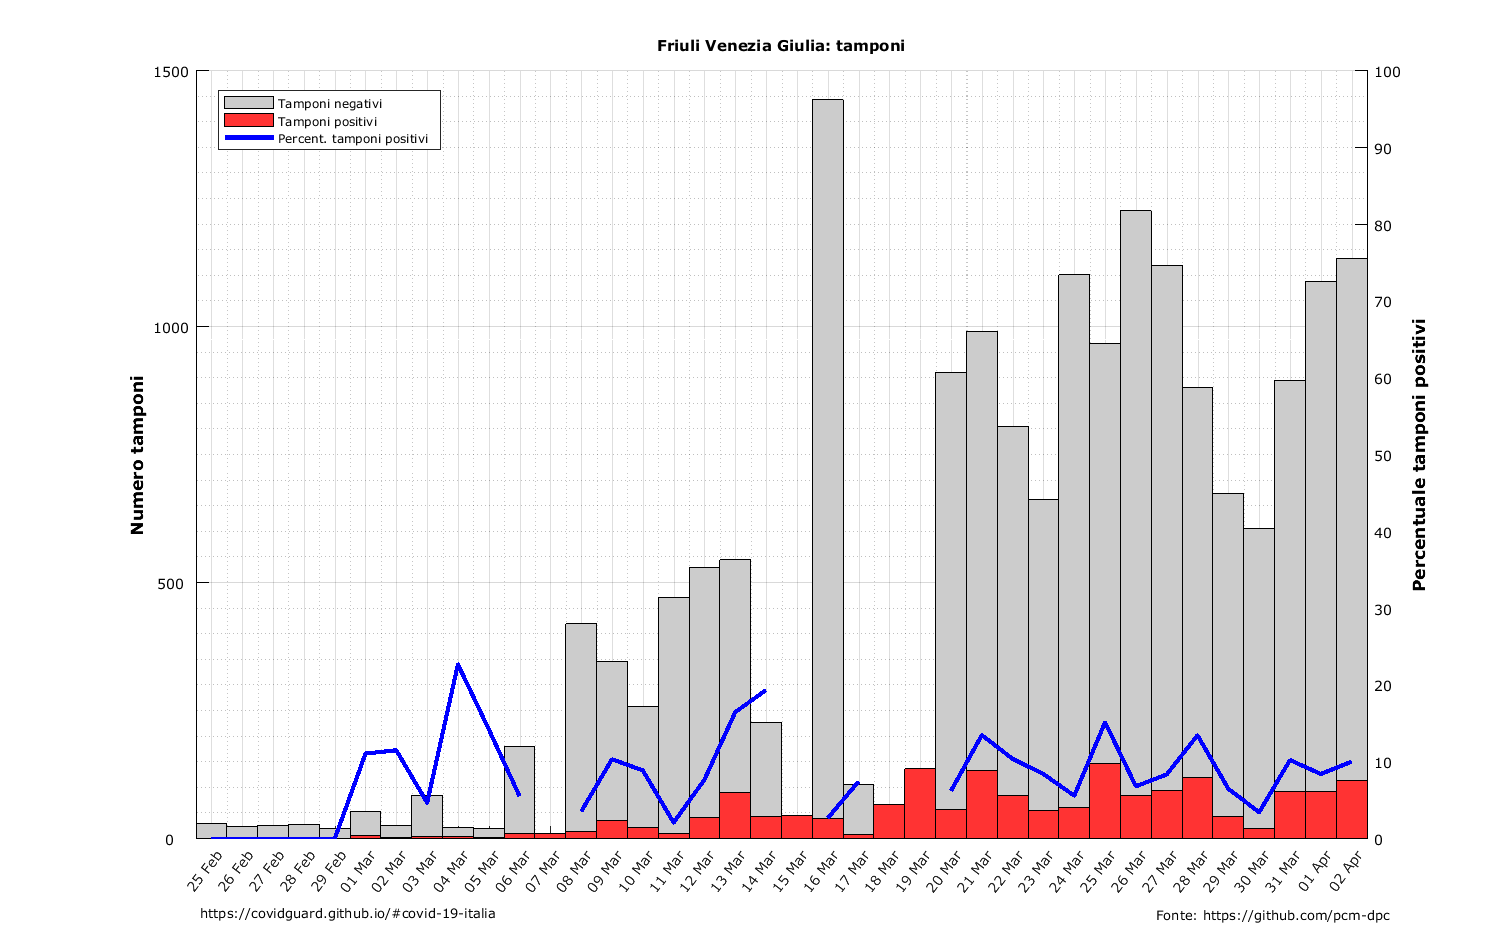 Friuli Venezia Giulia: tamponi
1500
1000
500
0
Numero tamponi
Tamponi negativi
Tamponi positivi
Percent. tamponi positivi
100
90
80
70
60
50
40
30
20
10
0
Percentuale tamponi positivi
25 Feb
26 Feb
27 Feb
28 Feb
29 Feb
01 Mar
02 Mar
03 Mar
04 Mar
05 Mar
06 Mar
07 Mar
08 Mar
09 Mar
10 Mar
11 Mar
12 Mar
13 Mar
14 Mar
15 Mar
16 Mar
17 Mar
18 Mar
19 Mar
20 Mar
21 Mar
22 Mar
23 Mar
24 Mar
25 Mar
26 Mar
27 Mar
28 Mar
29 Mar
30 Mar
31 Mar
01 Apr
02 Apr
https://covidguard.github.io/#covid-19-italia
Fonte: https://github.com/pcm-dpc